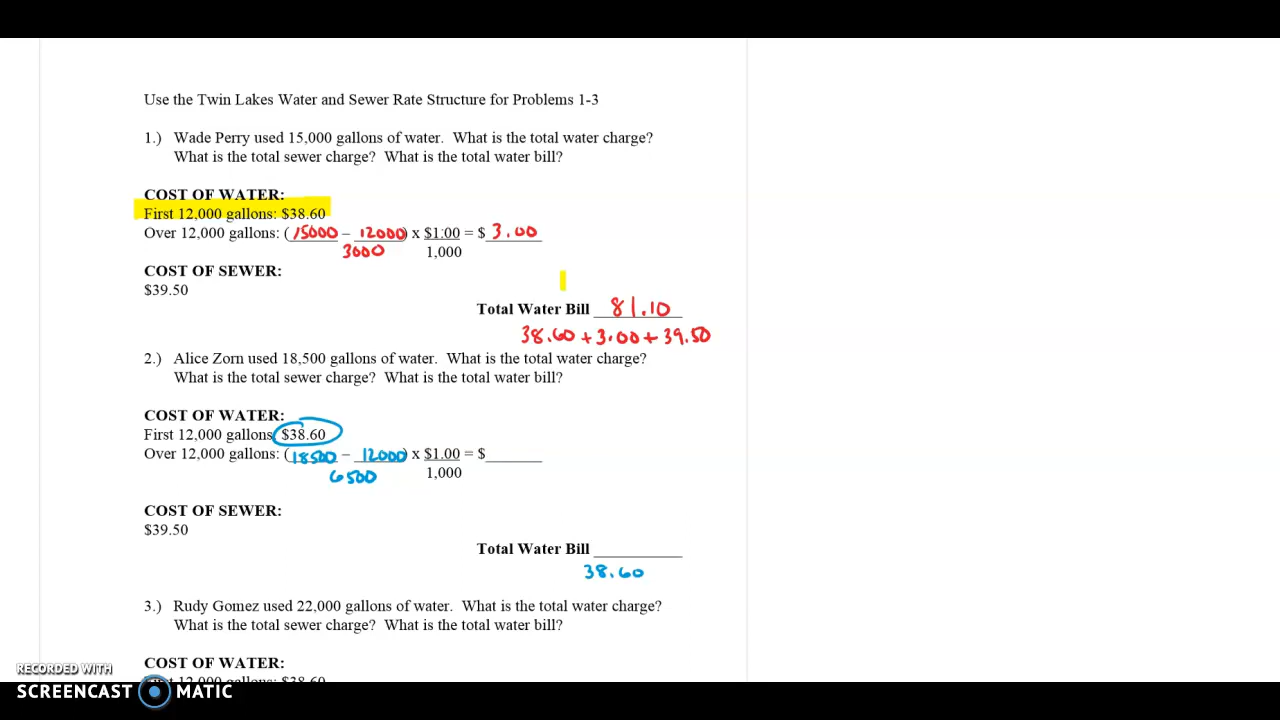 Use the Twin Lakes Water and Sewer Rate Structure for Problems 1-3
1.) Wade Perry used 15,000 gallons of water. What is the total water charge?
What is the total sewer charge? What is the total water bill?
COST OF WATER:
First 12,000 gallons: $38.60
Over 12,000 gallons: (15000 – 12000) x $1.00 = $ 3.00
3000 1,000
COST OF SEWER:
$39.50
Total Water Bill 81.10
38.60 + 3.00 + 39.50
2.) Alice Zorn used 18,500 gallons of water. What is the total water charge?
What is the total sewer charge? What is the total water bill?
COST OF WATER:
First 12,000 gallons $38.60
Over 12,000 gallons: (18500 – 12000) x $1.00 = $______
6500 1,000
COST OF SEWER:
$39.50
Total Water Bill ___________
38.60
3.) Rudy Gomez used 22,000 gallons of water. What is the total water charge?
What is the total sewer charge? What is the total water bill?
COST OF WATER:
First 12,000 gallons: $38.60
RECORDED WITH
SCREENCAST MATIC